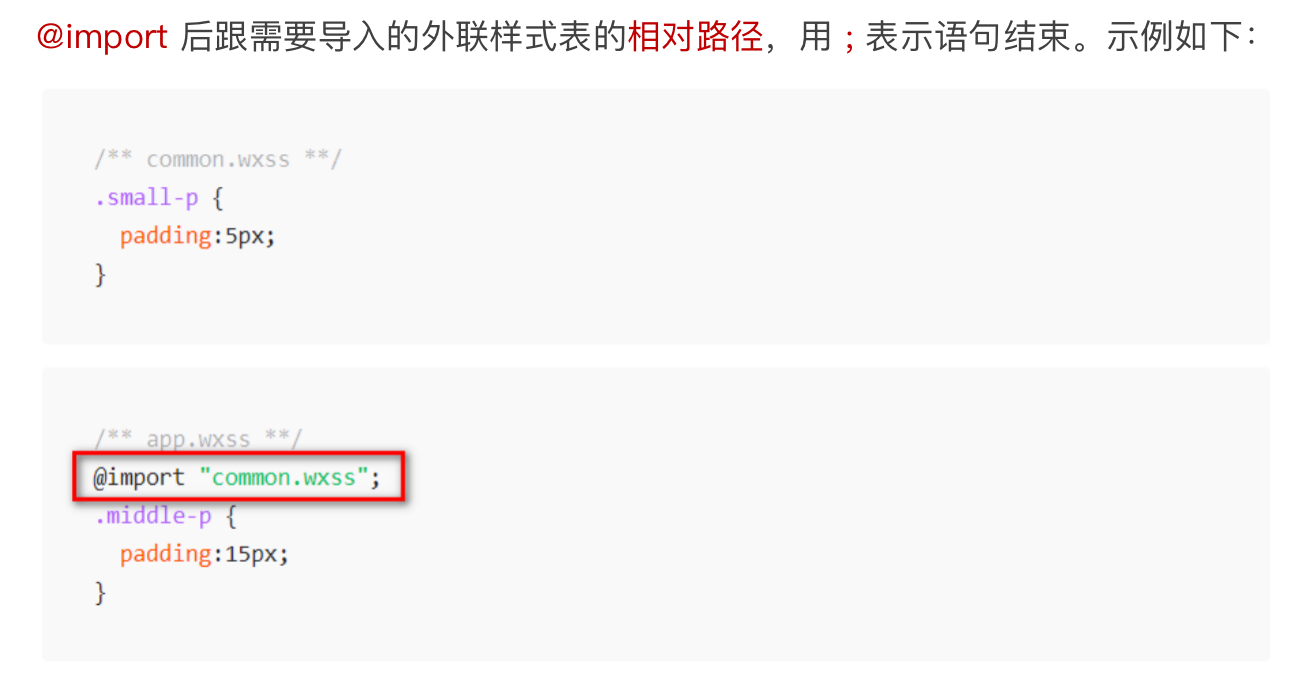 @import 后跟需要导入的外联样式表的相对路径，用 ; 表示语句结束。示例如下：
/** common.wxss **/
.small-p {
  padding:5px;
}
/** app.wxss **/
@import "common.wxss";
.middle-p {
  padding:15px;
}